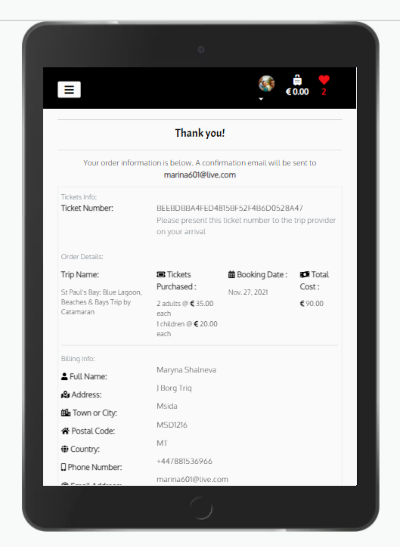 € 0.00 2
Thank you!
Your order information is below. A confirmation email will be sent to
marina601@live.com
Tickets Info:
Ticket Number:
Please present this ticket number to the trip provider
on your arrival
Order Details:
Trip Name:
Tickets
Purchased :
Booking Date :
Total
Cost :
St Paul's Bay: Blue Lagoon,
Beaches & Bays Trip by
Catamaran
2 adults @ € 35.00
each
1 children @ € 20.00
each
Nov. 27, 2021
€ 90.00
Billing Info:
Full Name: Maryna Shalneva
Address: J Borg Triq
Town or City: Msida
Postal Code: MSD1216
Country: MT
Phone Number: +447881536966
Email Address: marina601@live.com